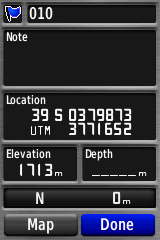 010
Note
Location
39 S 0379873
UTM 3771652
Elevation
1713m
Depth
_____m
N 0m
Map
Done